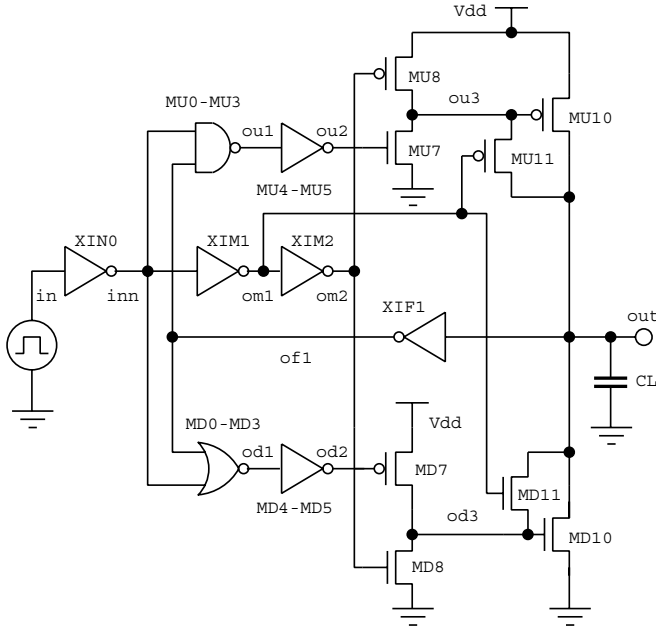 Vdd
MU8
MU0-MU3
ou3
MU10
ou1
ou2
MU7
MU11
MU4-MU5
XIN0
XIM1
XIM2
in
inn
om1
om2
XIF1
out
of1
CL
MD0-MD3
Vdd
od1
od2
MD7
MD11
MD4-MD5
od3
MD10
MD8